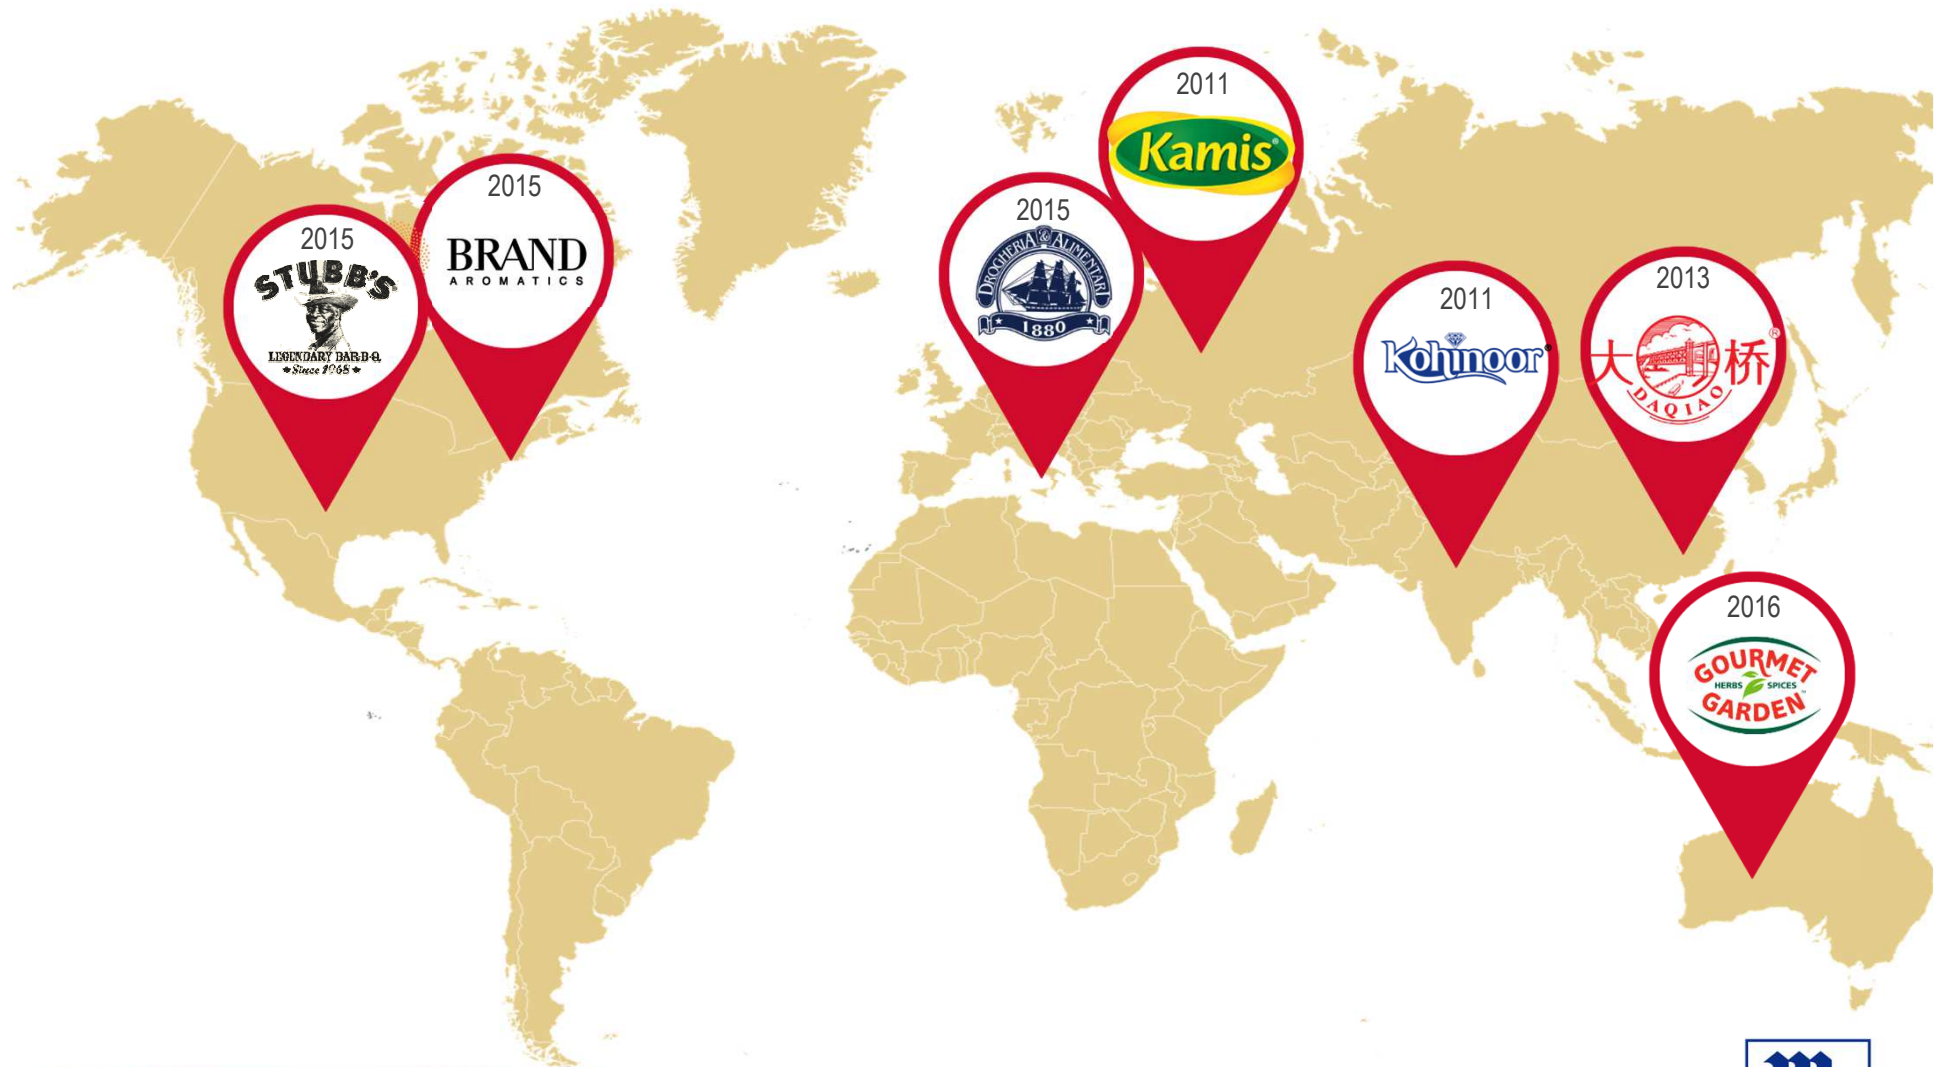 2015
STUBB'S
LEGENDARY BAR-B-Q
Since 1968
2015
BRAND
AROMATICS
2015
DROGHERIA & ALIMENTARI
1880
2011
Kamis®
2011
Kohinoor®
2013
大 桥®
DAQIAO
2016
GOURMET
HERBS SPICES
GARDEN™